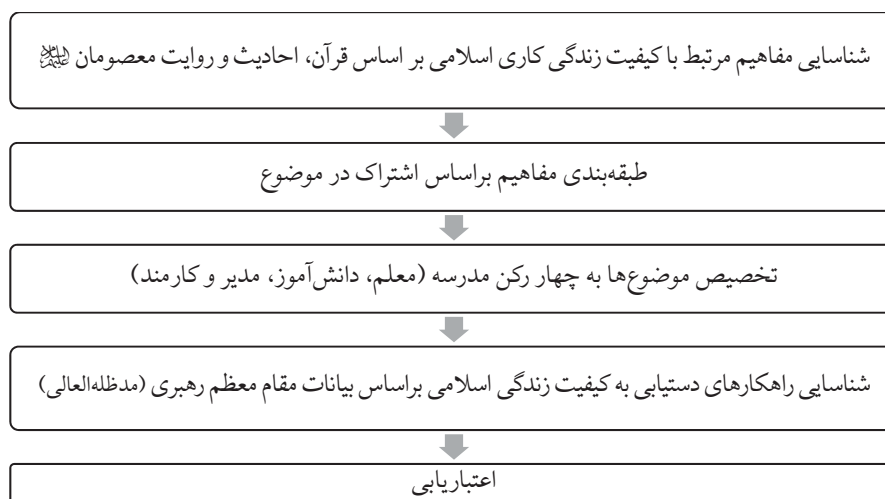 شناسایی مفاهیم مرتبط با کیفیت زندگی کاری اسلامی بر اساس قرآن، احادیث و روایت معصومان علیهم‌السلام
طبقه‌بندی مفاهیم براساس اشتراک در موضوع
تخصیص موضوع‌ها به چهار رکن مدرسه (معلم، دانش‌آموز، مدیر و کارمند)
شناسایی راهکارهای دستیابی به کیفیت زندگی اسلامی براساس بیانات مقام معظم رهبری (مدظله‌العالی)
اعتباریابی